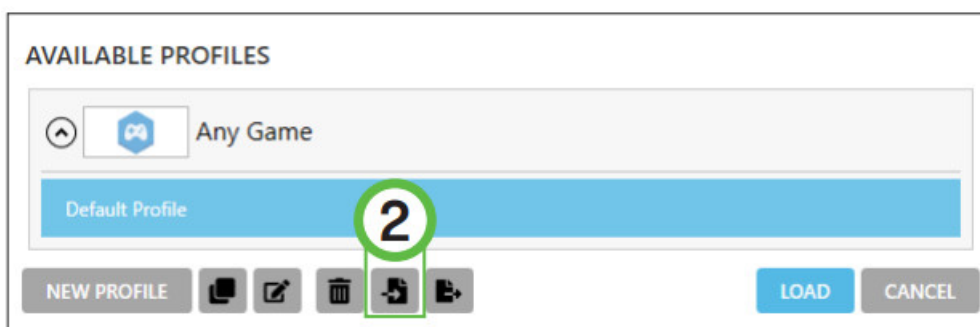 AVAILABLE PROFILES
Any Game
Default Profile
2
NEW PROFILE LOAD CANCEL